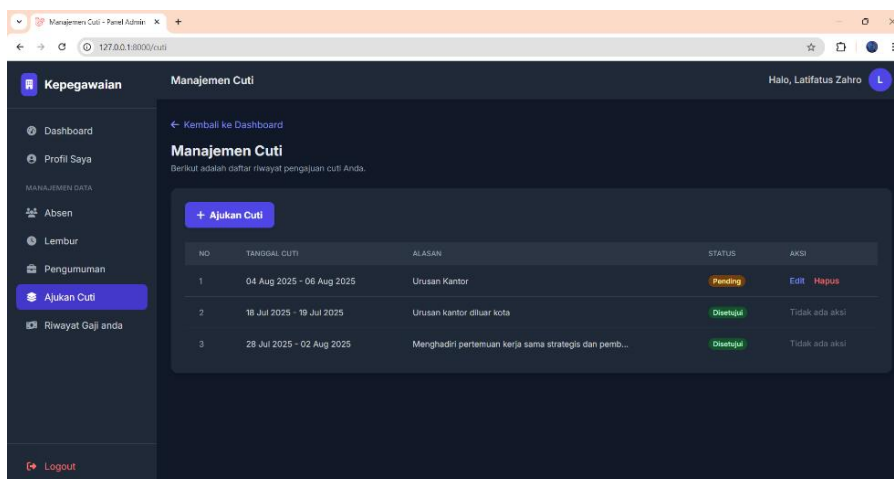 Manajemen Cuti - Panel Admin
127.0.0.1:8000/cuti
Kepegawaian
Manajemen Cuti
Halo, Latifatus Zahro
L
Dashboard
Profil Saya
MANAJEMEN DATA
Absen
Lembur
Pengumuman
Ajukan Cuti
Riwayat Gaji anda
Logout
← Kembali ke Dashboard
Manajemen Cuti
Berikut adalah daftar riwayat pengajuan cuti Anda.
+ Ajukan Cuti
NO TANGGAL CUTI ALASAN STATUS AKSI
1 04 Aug 2025 - 06 Aug 2025 Urusan Kantor Pending Edit Hapus
2 18 Jul 2025 - 19 Jul 2025 Urusan kantor diluar kota Disetujui Tidak ada aksi
3 28 Jul 2025 - 02 Aug 2025 Menghadiri pertemuan kerja sama strategis dan pemb... Disetujui Tidak ada aksi